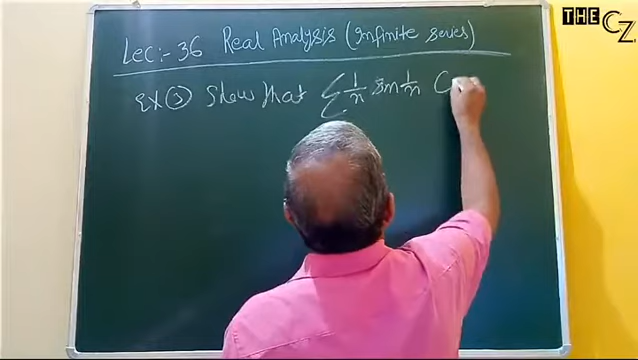 THE CZ.
Lec:- 36 Real Analysis (Infinite series)
Ex ③ Show that ∑ 1/n sin 1/n C